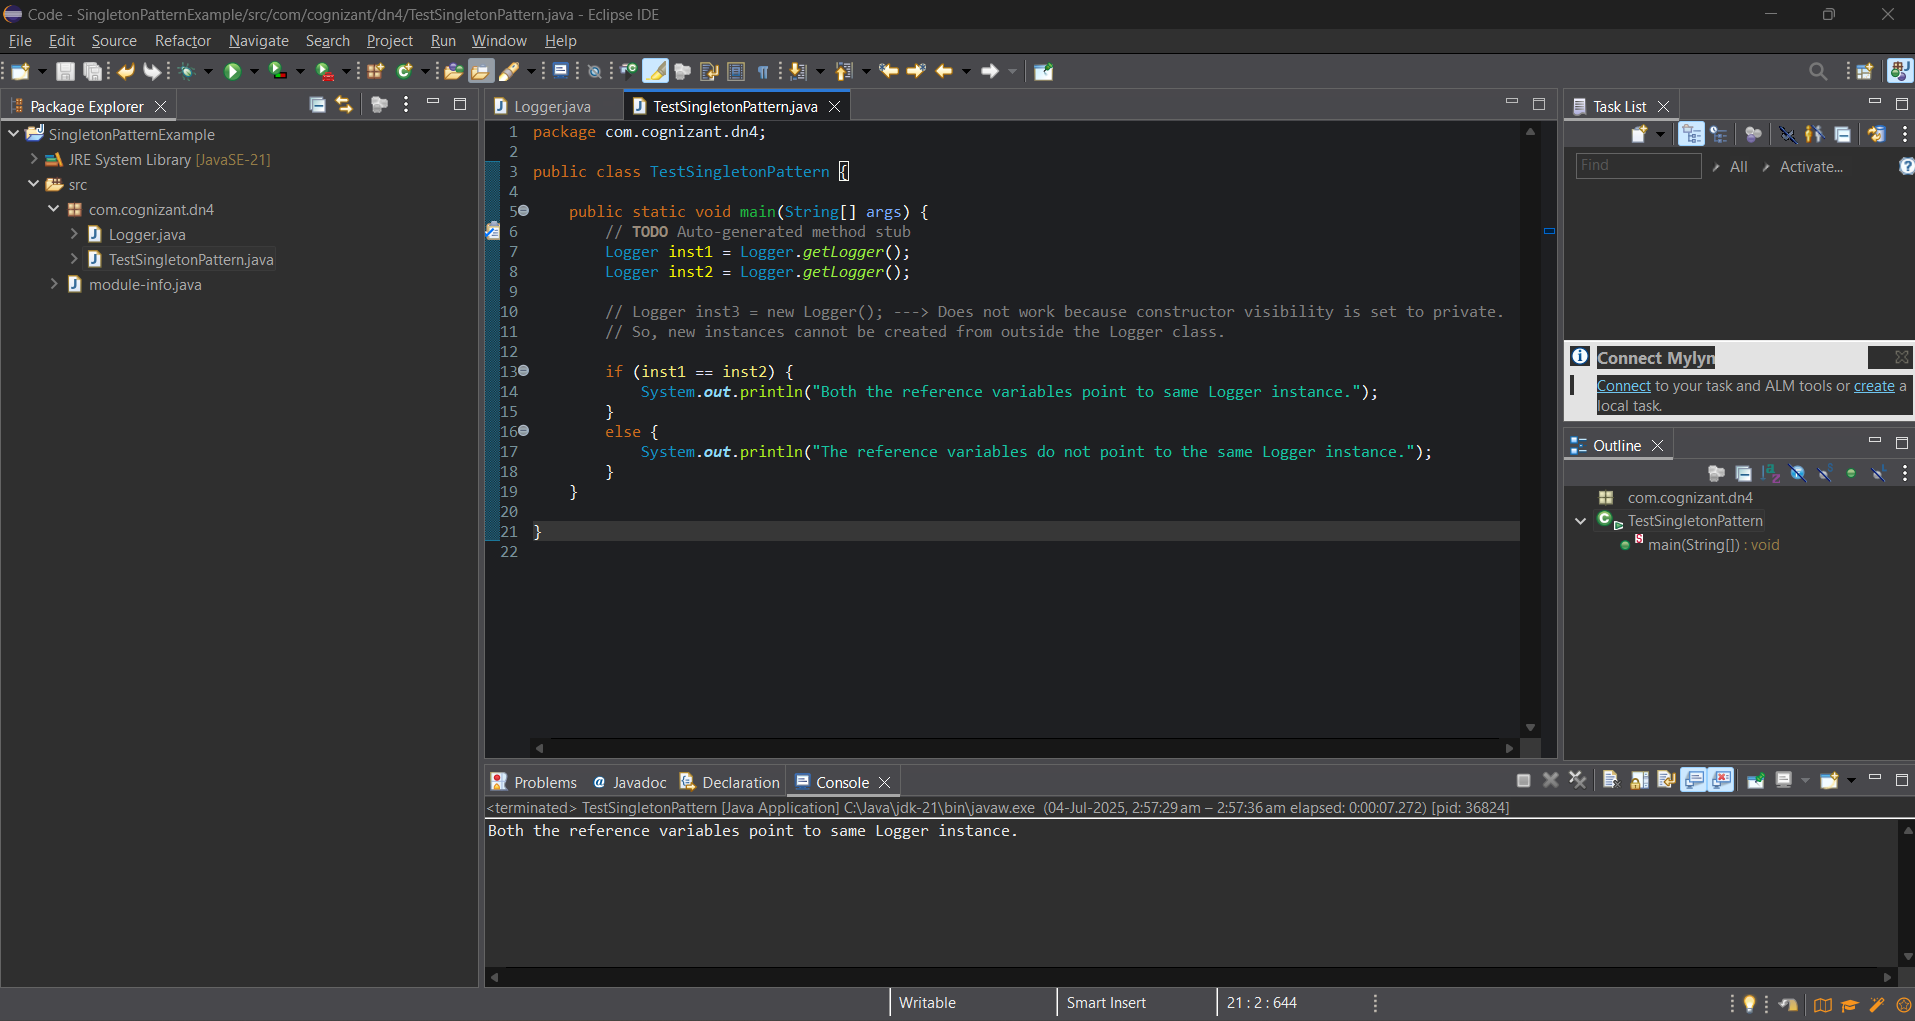 Code - SingletonPatternExample/src/com/cognizant/dn4/TestSingletonPattern.java - Eclipse IDE
File Edit Source Refactor Navigate Search Project Run Window Help
Package Explorer
SingletonPatternExample
JRE System Library [JavaSE-21]
src
com.cognizant.dn4
Logger.java
TestSingletonPattern.java
module-info.java
Logger.java
TestSingletonPattern.java
1 package com.cognizant.dn4;
2
3 public class TestSingletonPattern {
4
5 public static void main(String[] args) {
6 // TODO Auto-generated method stub
7 Logger inst1 = Logger.getLogger();
8 Logger inst2 = Logger.getLogger();
9
10 // Logger inst3 = new Logger(); ---> Does not work because constructor visibility is set to private.
11 // So, new instances cannot be created from outside the Logger class.
12
13 if (inst1 == inst2) {
14 System.out.println("Both the reference variables point to same Logger instance.");
15 }
16 else {
17 System.out.println("The reference variables do not point to the same Logger instance.");
18 }
19 }
20
21 }
22
Task List
Find All Activate...
Connect Mylyn
Connect to your task and ALM tools or create a
local task.
Outline
com.cognizant.dn4
TestSingletonPattern
main(String[]) : void
Problems @ Javadoc Declaration Console
<terminated> TestSingletonPattern [Java Application] C:\Java\jdk-21\bin\javaw.exe (04-Jul-2025, 2:57:29 am – 2:57:36 am elapsed: 0:00:07.272) [pid: 36824]
Both the reference variables point to same Logger instance.
Writable Smart Insert 21 : 2 : 644